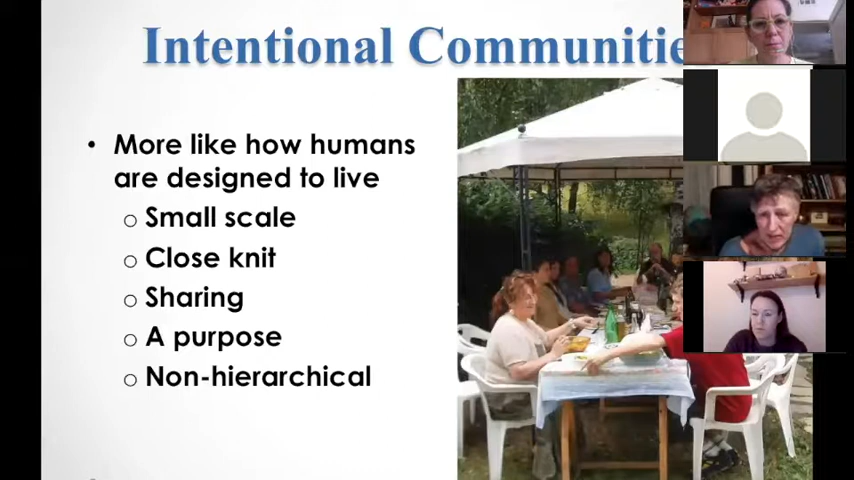 Intentional Communitie
• More like how humans
are designed to live
○ Small scale
○ Close knit
○ Sharing
○ A purpose
○ Non-hierarchical